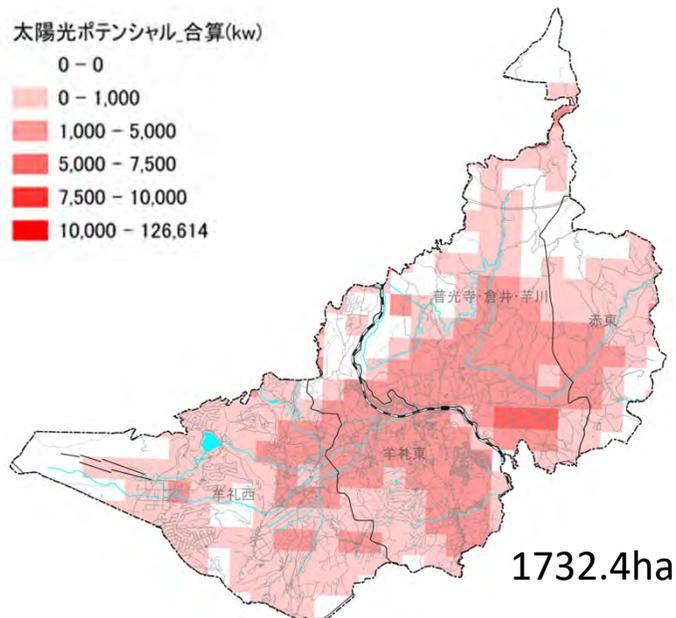 太陽光ポテンシャル_合算(kw)
0 - 0
0 - 1,000
1,000 - 5,000
5,000 - 7,500
7,500 - 10,000
10,000 - 126,614
普光寺・倉井・芋川
赤東
牟礼東
牟礼西
1732.4ha